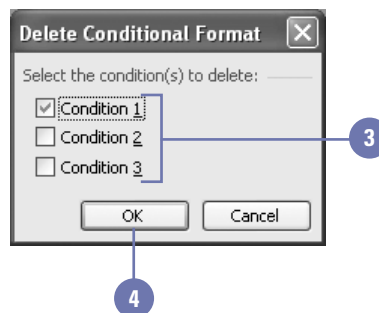 Delete Conditional Format
Select the condition(s) to delete:
Condition 1
Condition 2
Condition 3
3
OK Cancel
4